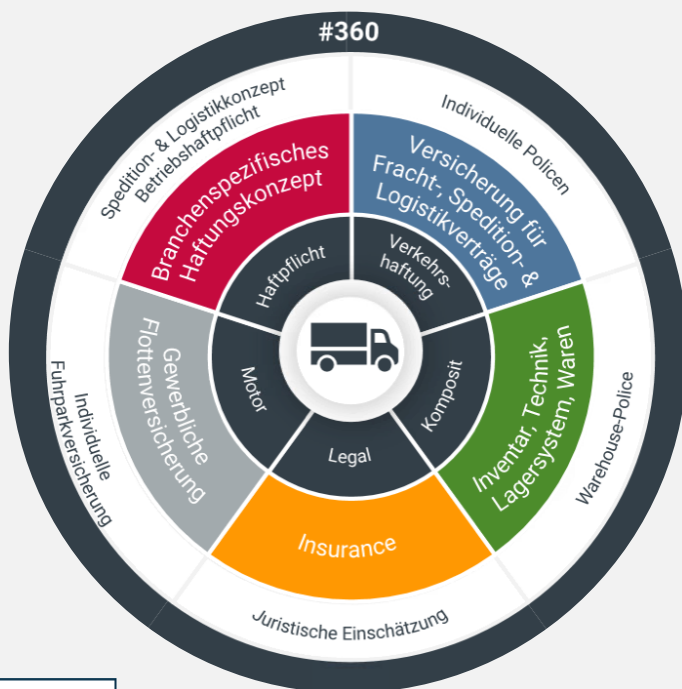 #360
Spedition- & Logistikkonzept
Betriebshaftpflicht
Individuelle Policen
Branchenspezifisches
Haftungskonzept
Versicherung für
Fracht-, Spedition- &
Logistikverträge
Haftpflicht
Verkehrs-
haftung
Individuelle
Fuhrparkversicherung
Gewerbliche
Flottenversicherung
Motor
Komposit
Inventar, Technik,
Lagersystem, Waren
Warehouse-Police
Legal
Insurance
Juristische Einschätzung